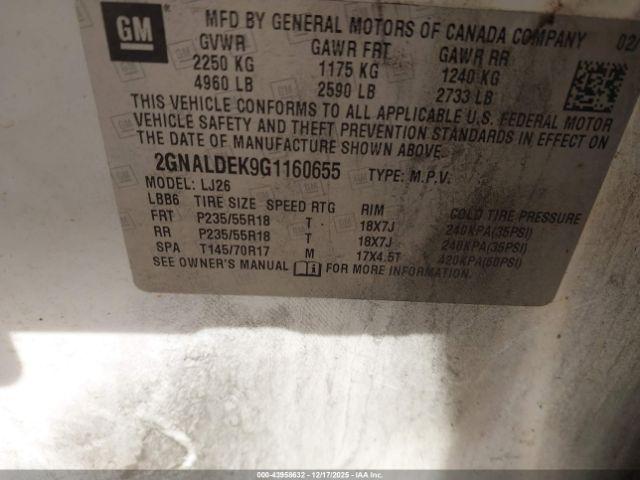 GM
MFD BY GENERAL MOTORS OF CANADA COMPANY 02/
GVWR GAWR FRT GAWR RR
2250 KG 1175 KG 1240 KG
4960 LB 2590 LB 2733 LB
THIS VEHICLE CONFORMS TO ALL APPLICABLE U.S. FEDERAL MOTOR
VEHICLE SAFETY AND THEFT PREVENTION STANDARDS IN EFFECT ON
THE DATE OF MANUFACTURE SHOWN ABOVE.
2GNALDEK9G1160655 TYPE: M.P.V.
MODEL: LJ26
LBB6 TIRE SIZE SPEED RTG RIM COLD TIRE PRESSURE
FRT P235/55R18 T 18X7J 240KPA(35PSI)
RR P235/55R18 T 18X7J 240KPA(35PSI)
SPA T145/70R17 M 17X4.5T 420KPA(60PSI)
SEE OWNER'S MANUAL FOR MORE INFORMATION
000-43958632 - 12/17/2025 - IAA Inc.